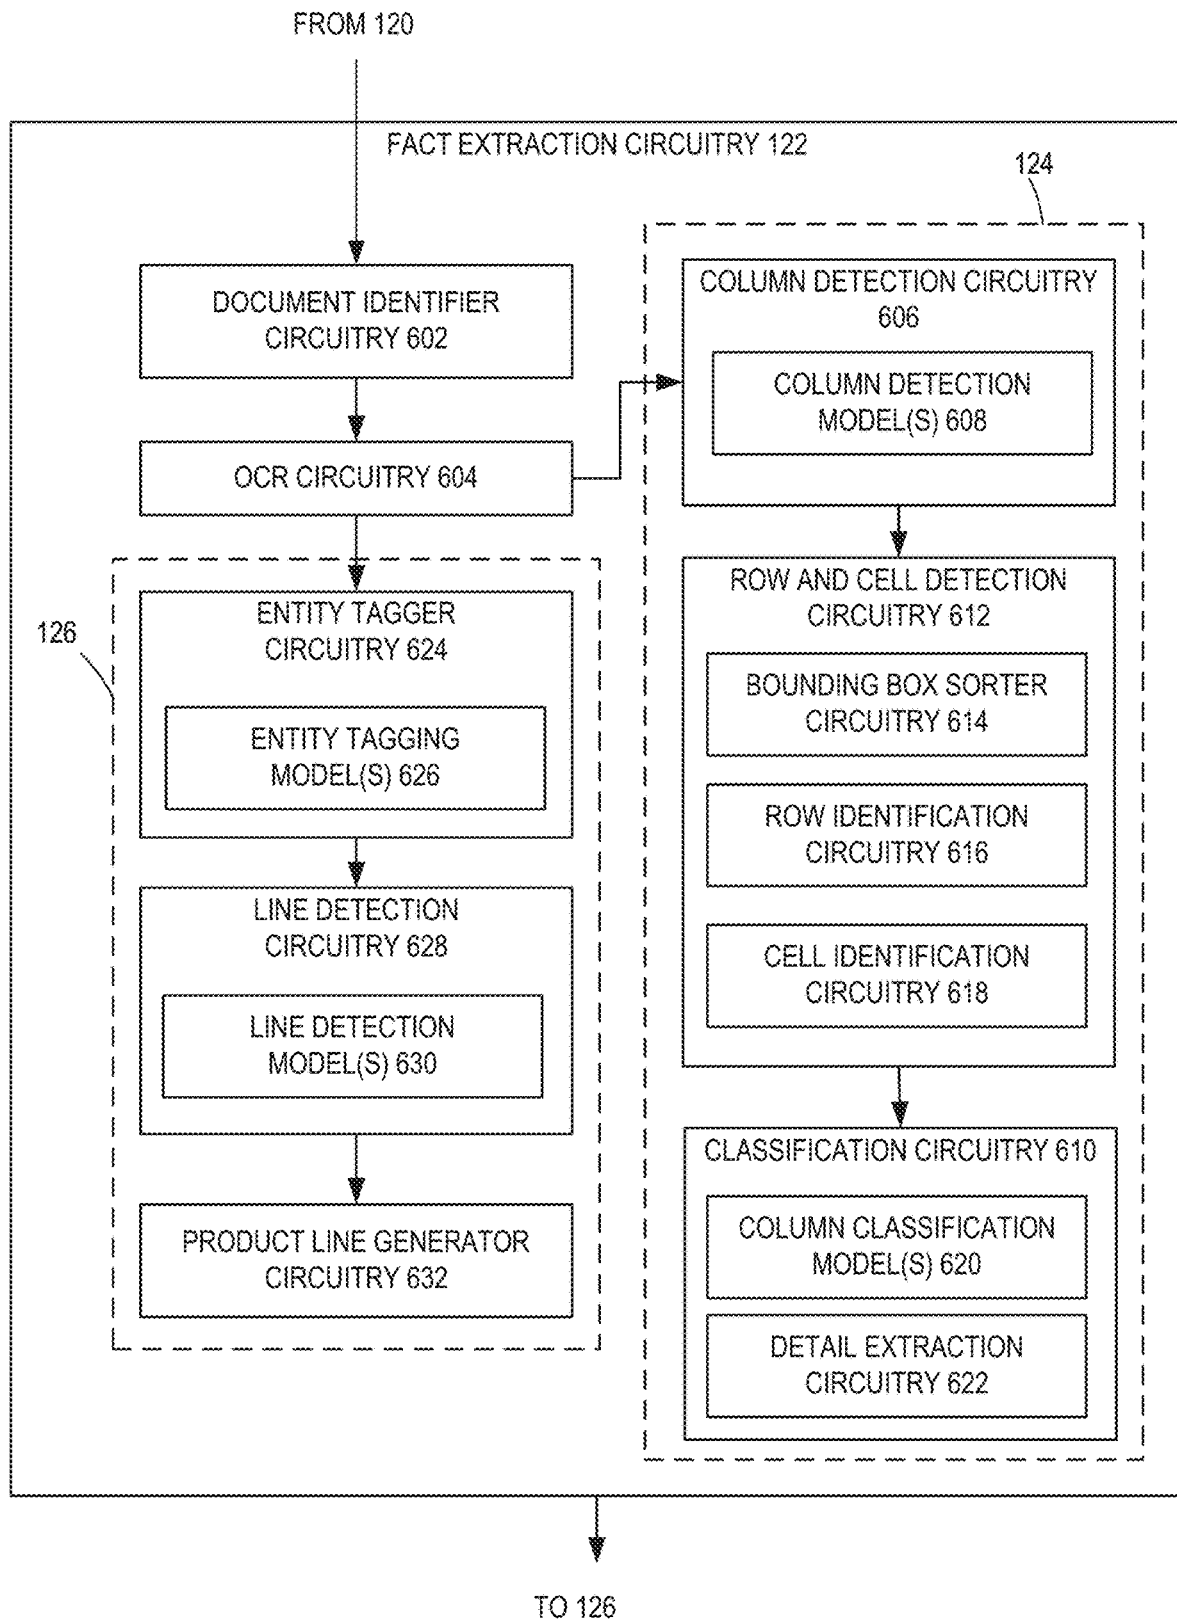 FROM 120
FACT EXTRACTION CIRCUITRY 122
124
DOCUMENT IDENTIFIER
CIRCUITRY 602
OCR CIRCUITRY 604
126
ENTITY TAGGER
CIRCUITRY 624
ENTITY TAGGING
MODEL(S) 626
LINE DETECTION
CIRCUITRY 628
LINE DETECTION
MODEL(S) 630
PRODUCT LINE GENERATOR
CIRCUITRY 632
COLUMN DETECTION CIRCUITRY
606
COLUMN DETECTION
MODEL(S) 608
ROW AND CELL DETECTION
CIRCUITRY 612
BOUNDING BOX SORTER
CIRCUITRY 614
ROW IDENTIFICATION
CIRCUITRY 616
CELL IDENTIFICATION
CIRCUITRY 618
CLASSIFICATION CIRCUITRY 610
COLUMN CLASSIFICATION
MODEL(S) 620
DETAIL EXTRACTION
CIRCUITRY 622
TO 126